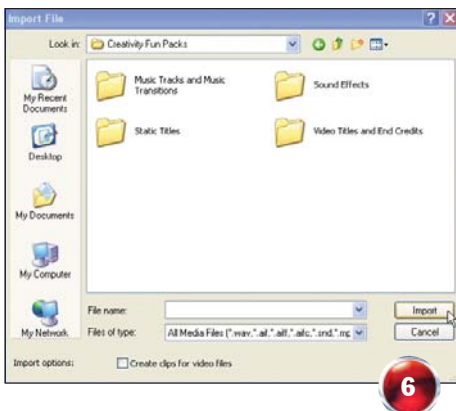 Import File
Look in:
Creativity Fun Packs
My Recent
Documents
Desktop
My Documents
My Computer
My Network
Music Tracks and Music
Transitions
Sound Effects
Static Titles
Video Titles and End Credits
File name:
Import
Files of type:
All Media Files (*.wav,*.aif,*.aiff,*.aifc,*.snd,*.mp
Cancel
Import options:
Create clips for video files
6